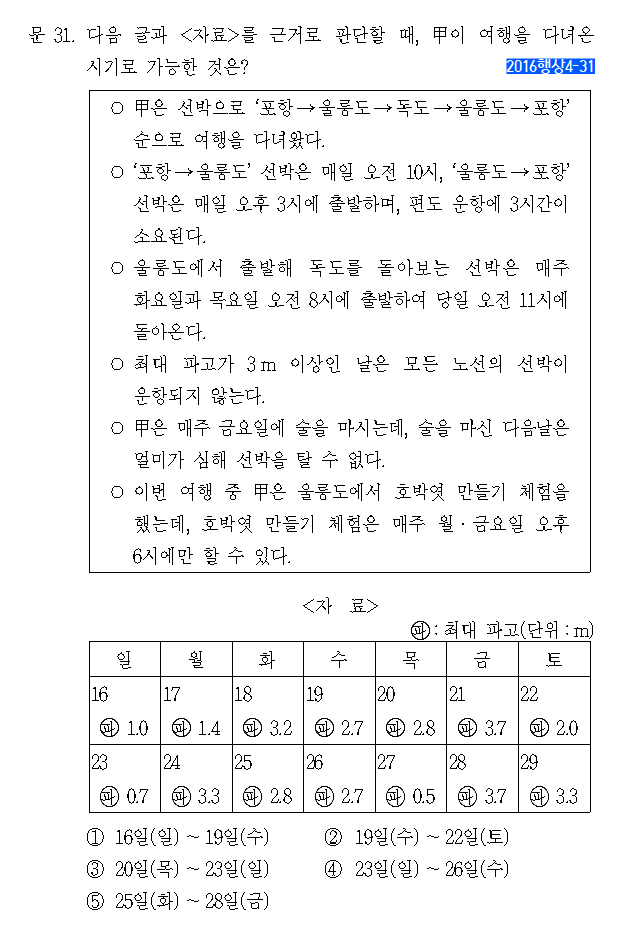 문 31. 다음 글과 <자료>를 근거로 판단할 때, 甲이 여행을 다녀온
시기로 가능한 것은?
2016행상4-31
○ 甲은 선박으로 ‘포항→울릉도→독도→울릉도→포항’
순으로 여행을 다녀왔다.
○ ‘포항→울릉도’ 선박은 매일 오전 10시, ‘울릉도→포항’
선박은 매일 오후 3시에 출발하며, 편도 운항에 3시간이
소요된다.
○ 울릉도에서 출발해 독도를 돌아보는 선박은 매주
화요일과 목요일 오전 8시에 출발하여 당일 오전 11시에
돌아온다.
○ 최대 파고가 3m 이상인 날은 모든 노선의 선박이
운항되지 않는다.
○ 甲은 매주 금요일에 술을 마시는데, 술을 마신 다음날은
멀미가 심해 선박을 탈 수 없다.
○ 이번 여행 중 甲은 울릉도에서 호박엿 만들기 체험을
했는데, 호박엿 만들기 체험은 매주 월·금요일 오후
6시에만 할 수 있다.
<자 료>
㉺: 최대 파고(단위: m)
일 월 화 수 목 금 토
16 17 18 19 20 21 22
㉺ 1.0 ㉺ 1.4 ㉺ 3.2 ㉺ 2.7 ㉺ 2.8 ㉺ 3.7 ㉺ 2.0
23 24 25 26 27 28 29
㉺ 0.7 ㉺ 3.3 ㉺ 2.8 ㉺ 2.7 ㉺ 0.5 ㉺ 3.7 ㉺ 3.3
① 16일(일) ~ 19일(수) ② 19일(수) ~ 22일(토)
③ 20일(목) ~ 23일(일) ④ 23일(일) ~ 26일(수)
⑤ 25일(화) ~ 28일(금)